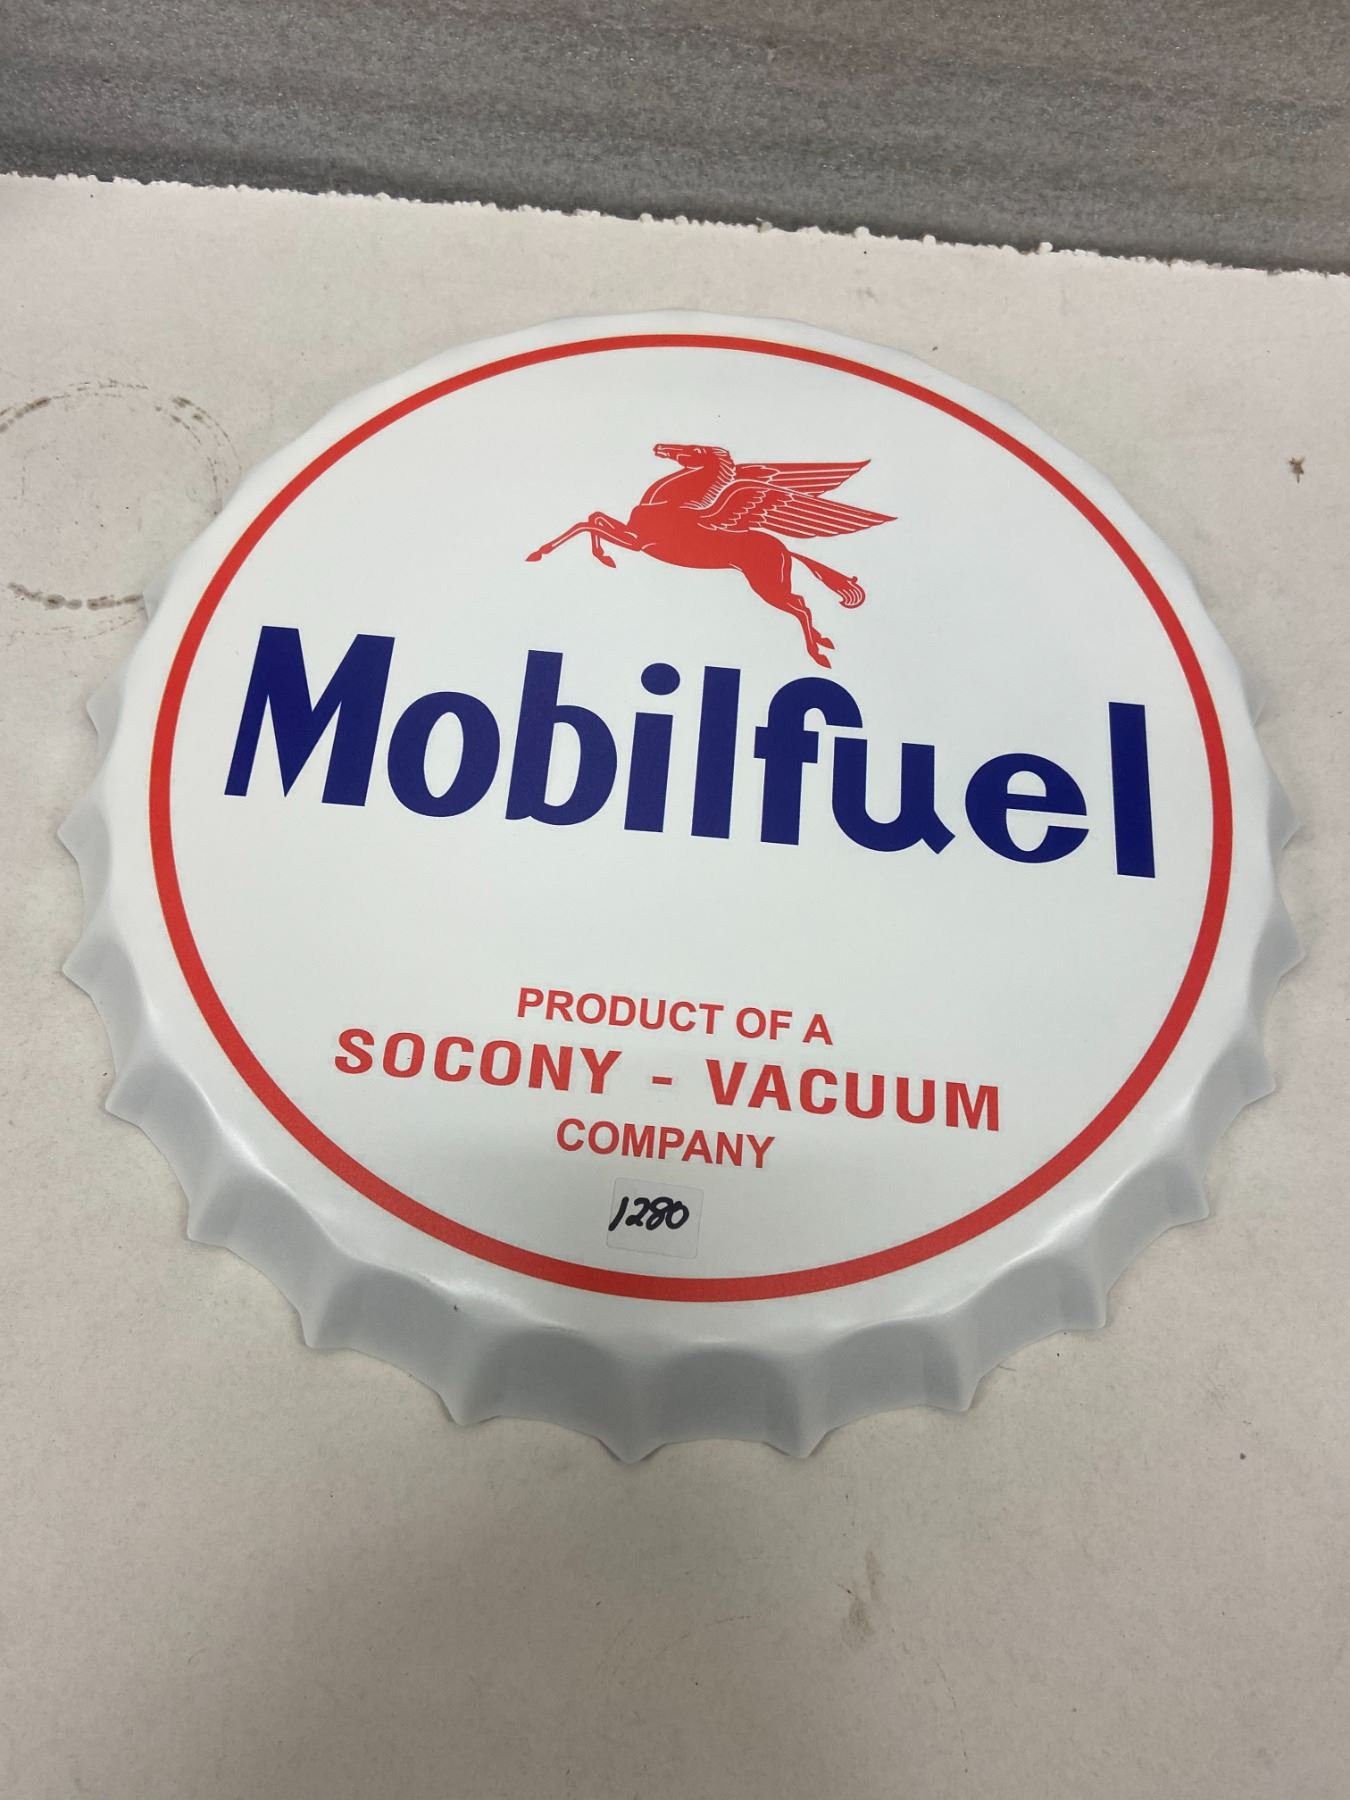 Mobilfuel
PRODUCT OF A
SOCONY - VACUUM
COMPANY
1280